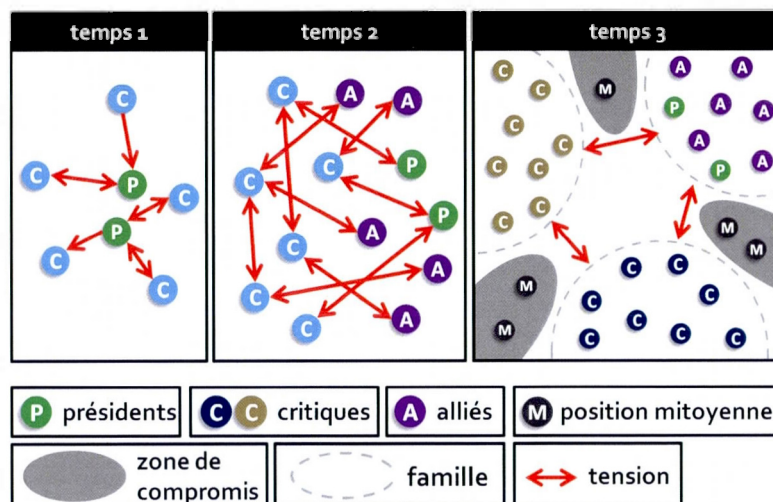 temps 1
temps 2
temps 3
C
C
P
C
P
C
C
C A A
C P
C
P
A
C
A
C
C A
C
C
C
C
C C
C
C
M
A A
P A A
A
P A
M
M
M
M
C C
C C
C C
C C
P présidents
C C critiques
A alliés
M position mitoyenne
zone de
compromis
famille
tension